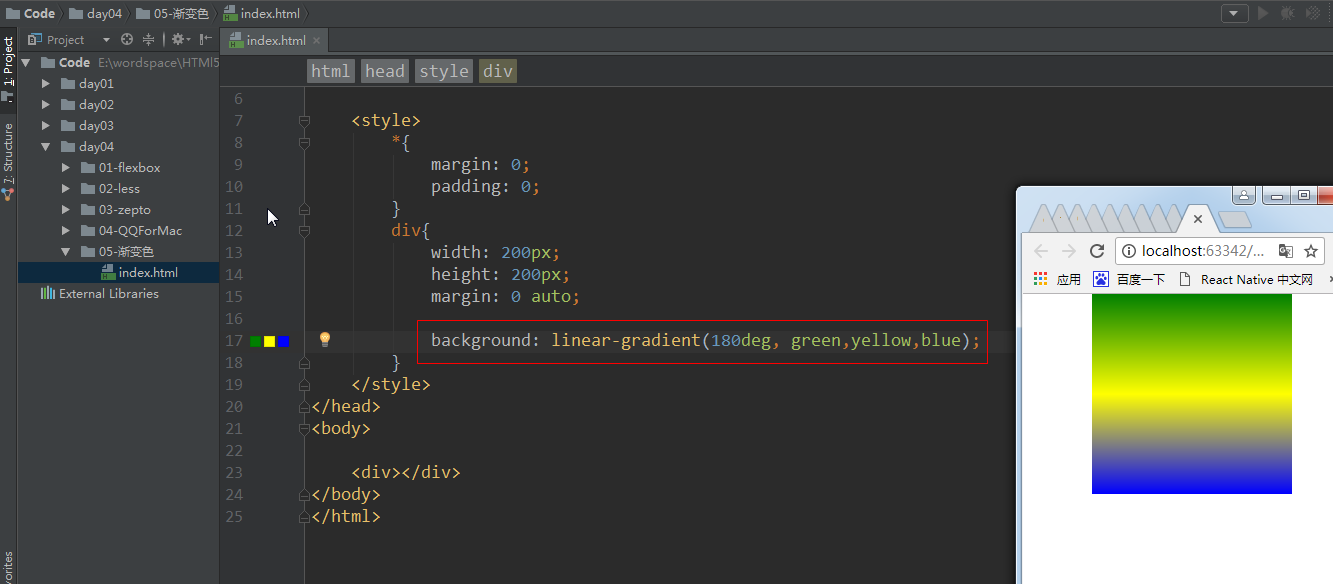 Code day04 05-渐变色 index.html
Project
index.html
1: Project
7: Structure
Code E:\wordspace\HTMl5
day01
day02
day03
day04
01-flexbox
02-less
03-zepto
04-QQForMac
05-渐变色
index.html
External Libraries
html head style div
6
7 <style>
8 *{
9 margin: 0;
10 padding: 0;
11 }
12 div{
13 width: 200px;
14 height: 200px;
15 margin: 0 auto;
16
17 background: linear-gradient(180deg, green,yellow,blue);
18 }
19 </style>
20 </head>
21 <body>
22
23 <div></div>
24 </body>
25 </html>
localhost:63342/...
应用 百度一下 React Native 中文网